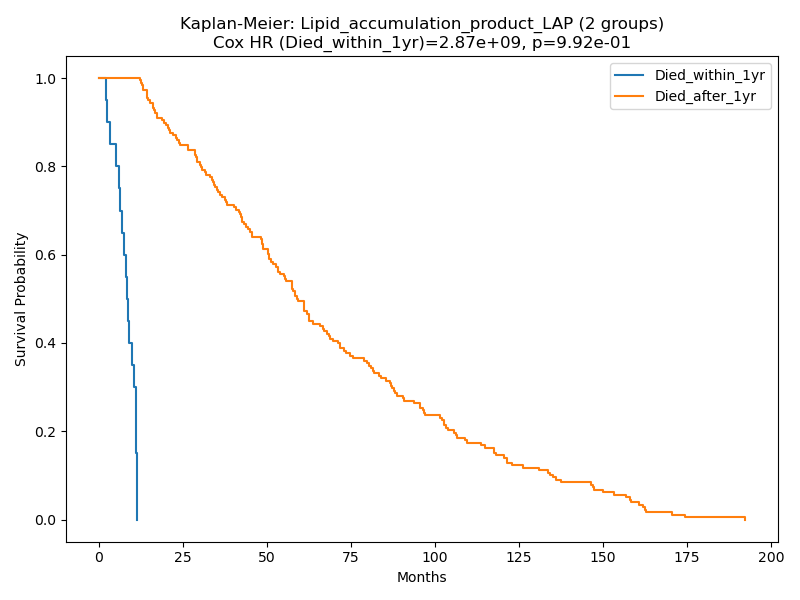 Kaplan-Meier: Lipid_accumulation_product_LAP (2 groups)
Cox HR (Died_within_1yr)=2.87e+09, p=9.92e-01
Died_within_1yr
Died_after_1yr
1.0
0.8
0.6
0.4
0.2
0.0
Survival Probability
0 25 50 75 100 125 150 175 200
Months